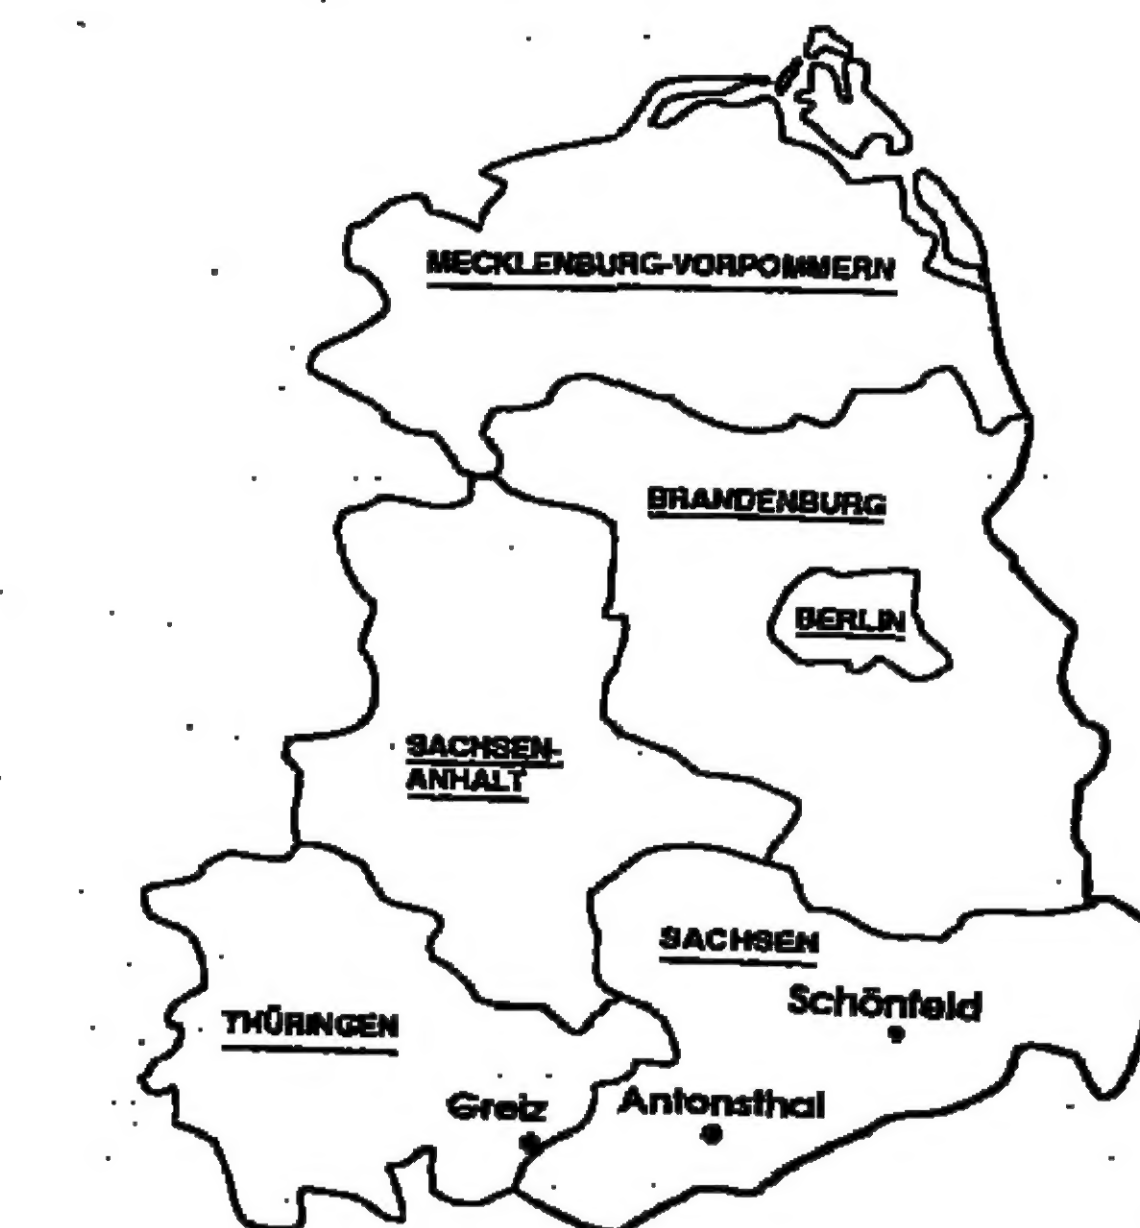 MECKLENBURG-VORPOMMERN
BRANDENBURG
BERLIN
SACHSEN-
ANHALT
SACHSEN
Schönfeld
THÜRINGEN
Greiz
Antonsthal